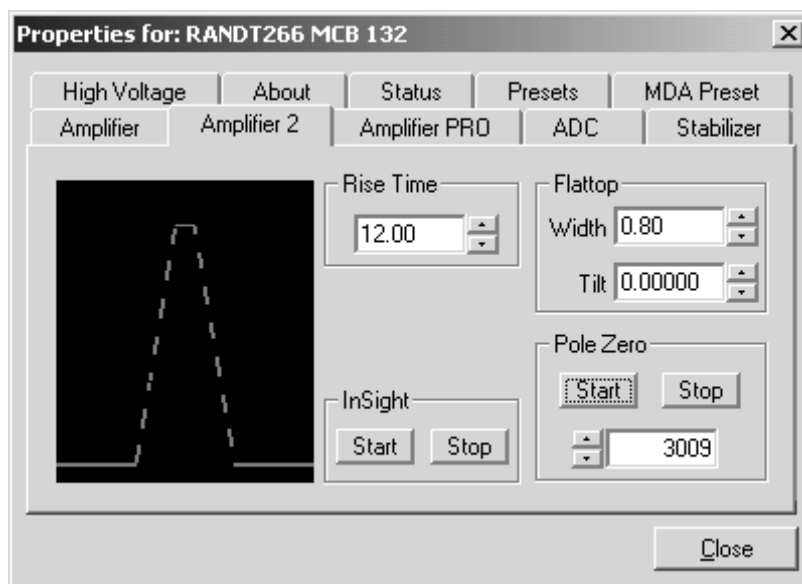 Properties for: RANDT266 MCB 132
High Voltage About Status Presets MDA Preset
Amplifier Amplifier 2 Amplifier PRO ADC Stabilizer
Rise Time
12.00
Flattop
Width 0.80
Tilt 0.00000
InSight
Start Stop
Pole Zero
Start Stop
3009
Close